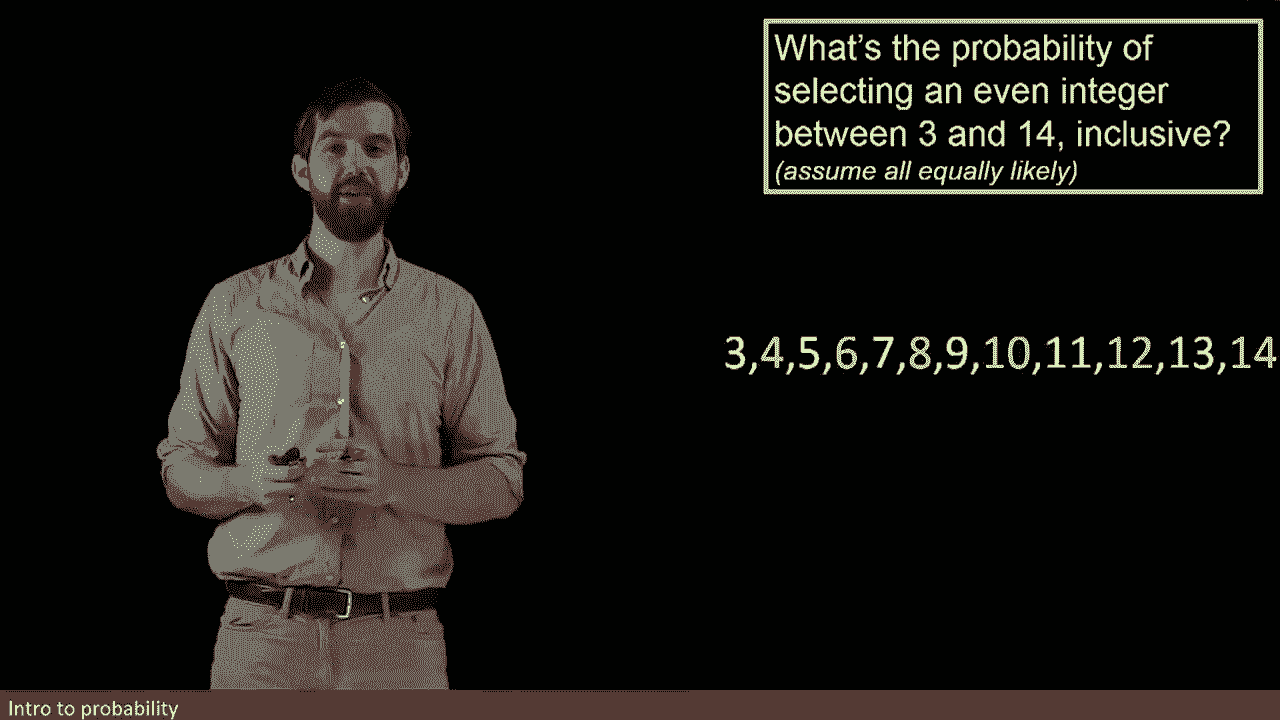 What's the probability of
selecting an even integer
between 3 and 14, inclusive?
(assume all equally likely)
3,4,5,6,7,8,9,10,11,12,13,14
Intro to probability